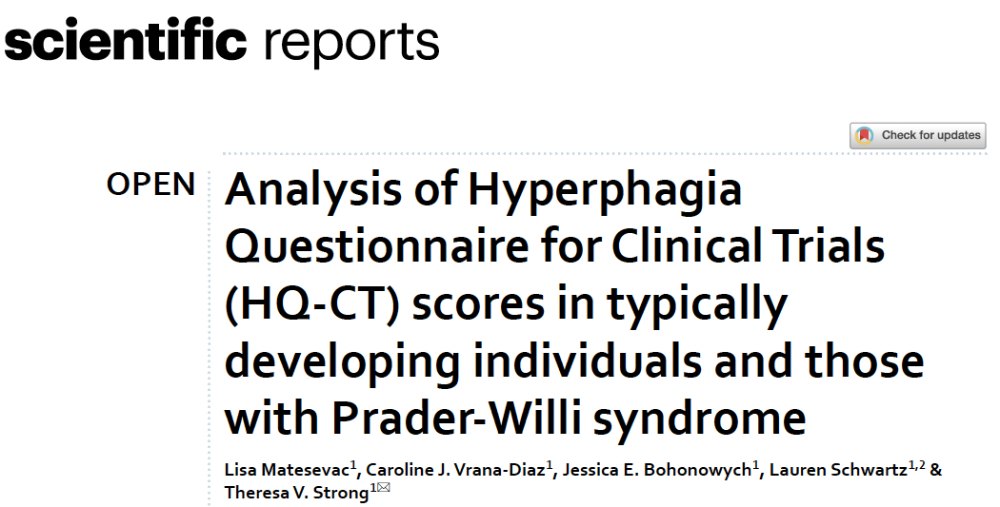 scientific reports
Check for updates
OPEN
Analysis of Hyperphagia
Questionnaire for Clinical Trials
(HQ-CT) scores in typically
developing individuals and those
with Prader-Willi syndrome
Lisa Matesevac1, Caroline J. Vrana-Diaz1, Jessica E. Bohonowych1, Lauren Schwartz1,2 &
Theresa V. Strong1✉